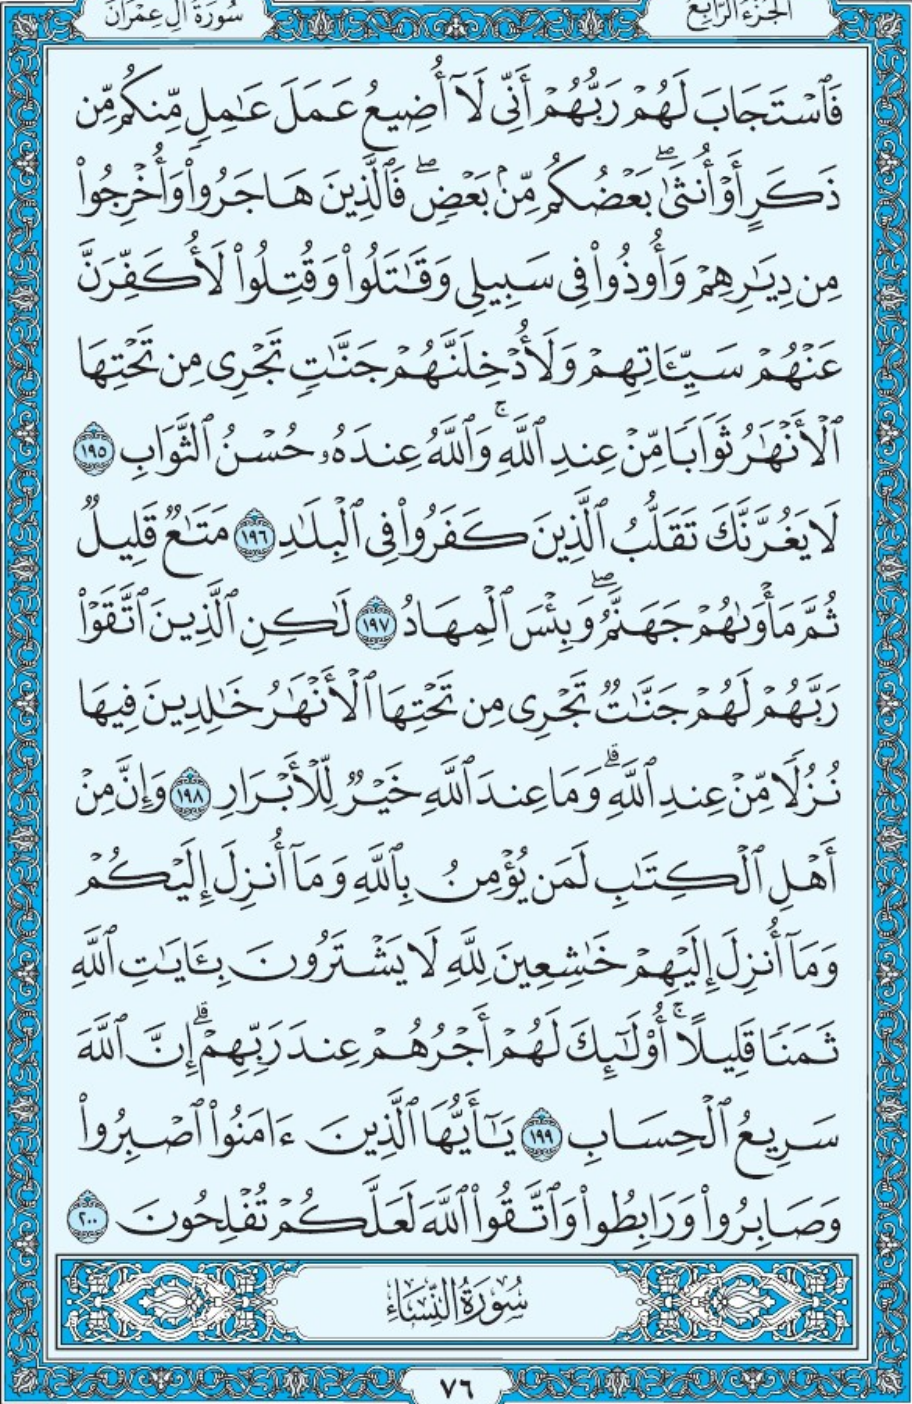 الجزء الرابع
سورة آل عمران
فَٱسۡتَجَابَ لَهُمۡ رَبُّهُمۡ أَنِّي لَآ أُضِيعُ عَمَلَ عَٰمِلٖ مِّنكُم مِّن
ذَكَرٍ أَوۡ أُنثَىٰۖ بَعۡضُكُم مِّنۢ بَعۡضٖۖ فَٱلَّذِينَ هَاجَرُواْ وَأُخۡرِجُواْ
مِن دِيَٰرِهِمۡ وَأُوذُواْ فِي سَبِيلِي وَقَٰتَلُواْ وَقُتِلُواْ لَأُكَفِّرَنَّ
عَنۡهُمۡ سَيِّـَٔاتِهِمۡ وَلَأُدۡخِلَنَّهُمۡ جَنَّٰتٖ تَجۡرِي مِن تَحۡتِهَا
ٱلۡأَنۡهَٰرُ ثَوَابٗا مِّنۡ عِندِ ٱللَّهِۚ وَٱللَّهُ عِندَهُۥ حُسۡنُ ٱلثَّوَابِ ١٩٥
لَا يَغُرَّنَّكَ تَقَلُّبُ ٱلَّذِينَ كَفَرُواْ فِي ٱلۡبِلَٰدِ ١٩٦ مَتَٰعٞ قَلِيلٞ
ثُمَّ مَأۡوَىٰهُمۡ جَهَنَّمُۖ وَبِئۡسَ ٱلۡمِهَادُ ١٩٧ لَٰكِنِ ٱلَّذِينَ ٱتَّقَوۡاْ
رَبَّهُمۡ لَهُمۡ جَنَّٰتٞ تَجۡرِي مِن تَحۡتِهَا ٱلۡأَنۡهَٰرُ خَٰلِدِينَ فِيهَا
نُزُلٗا مِّنۡ عِندِ ٱللَّهِۗ وَمَا عِندَ ٱللَّهِ خَيۡرٞ لِّلۡأَبۡرَارِ ١٩٨ وَإِنَّ مِنۡ
أَهۡلِ ٱلۡكِتَٰبِ لَمَن يُؤۡمِنُ بِٱللَّهِ وَمَآ أُنزِلَ إِلَيۡكُمۡ
وَمَآ أُنزِلَ إِلَيۡهِمۡ خَٰشِعِينَ لِلَّهِ لَا يَشۡتَرُونَ بِـَٔايَٰتِ ٱللَّهِ
ثَمَنٗا قَلِيلًاۚ أُوْلَٰٓئِكَ لَهُمۡ أَجۡرُهُمۡ عِندَ رَبِّهِمۡۗ إِنَّ ٱللَّهَ
سَرِيعُ ٱلۡحِسَابِ ١٩٩ يَٰٓأَيُّهَا ٱلَّذِينَ ءَامَنُواْ ٱصۡبِرُواْ
وَصَابِرُواْ وَرَابِطُواْ وَٱتَّقُواْ ٱللَّهَ لَعَلَّكُمۡ تُفۡلِحُونَ ٢٠٠
سُورَةُ النِّسَاءِ
٧٦